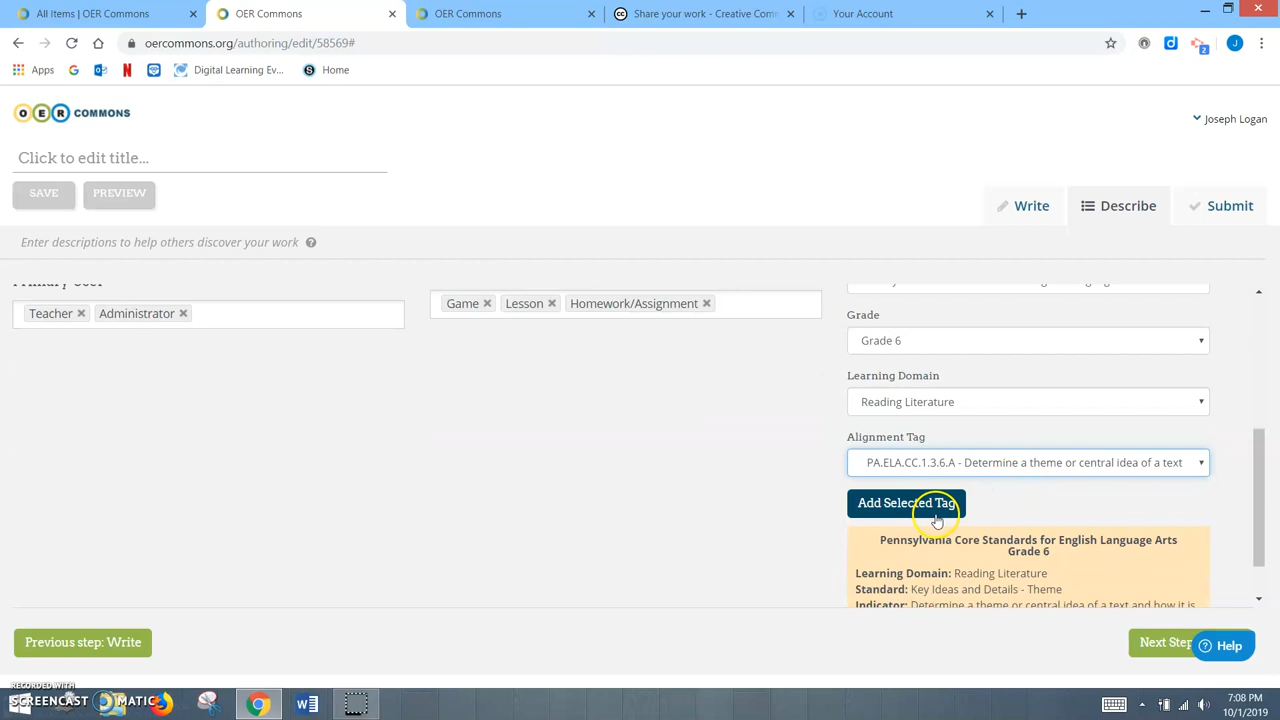 All Items | OER Commons
OER Commons
OER Commons
Share your work - Creative Com
Your Account
oercommons.org/authoring/edit/58569#
Apps
Digital Learning Ev...
Home
2
J
OER COMMONS
Joseph Logan
Click to edit title...
SAVE
PREVIEW
Write
Describe
Submit
Enter descriptions to help others discover your work
Primary User
Teacher
Administrator
Game
Lesson
Homework/Assignment
Grade
Grade 6
Learning Domain
Reading Literature
Alignment Tag
PA.ELA.CC.1.3.6.A - Determine a theme or central idea of a text
Add Selected Tag
Pennsylvania Core Standards for English Language Arts
Grade 6
Learning Domain: Reading Literature
Standard: Key Ideas and Details - Theme
Indicator: Determine a theme or central idea of a text and how it is
Previous step: Write
Next Step
Help
RECORDED WITH
SCREENCAST MATIC
7:08 PM
10/1/2019